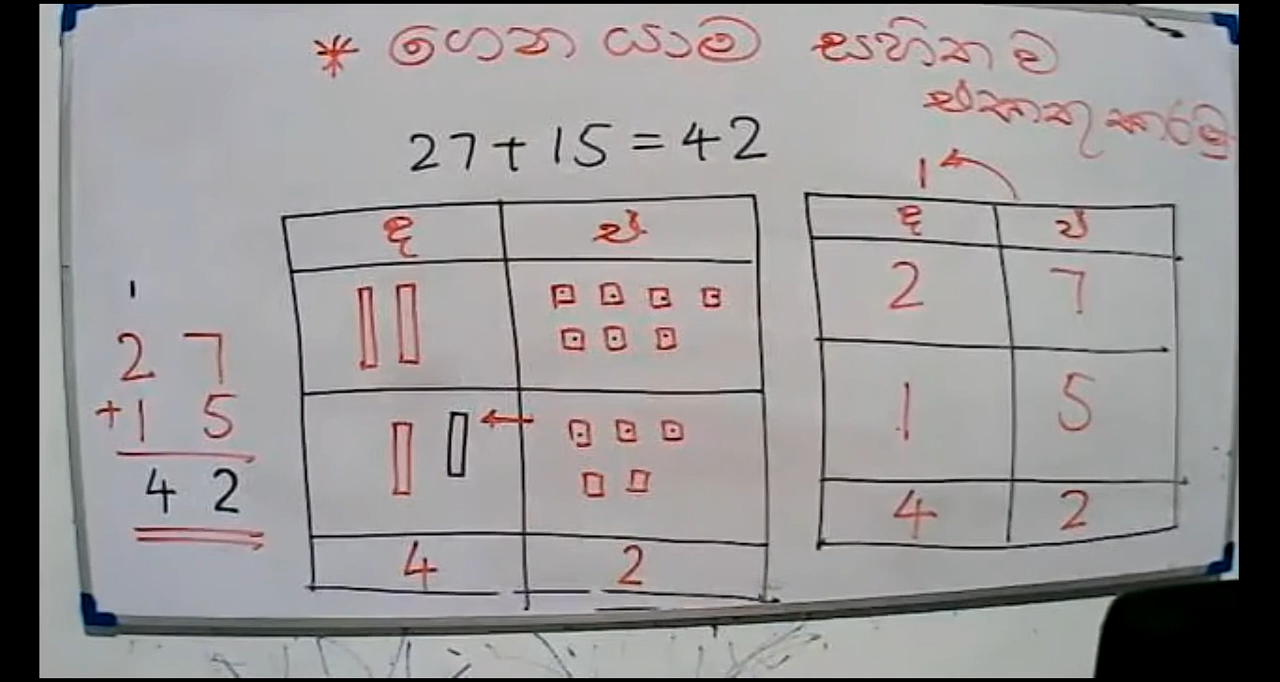 * ගෙන යාම සහිත ව
එකතු කරමු
27 + 15 = 42
1
2 7
+ 1 5
4 2
ද එ
4 2
1
ද එ
2 7
1 5
4 2